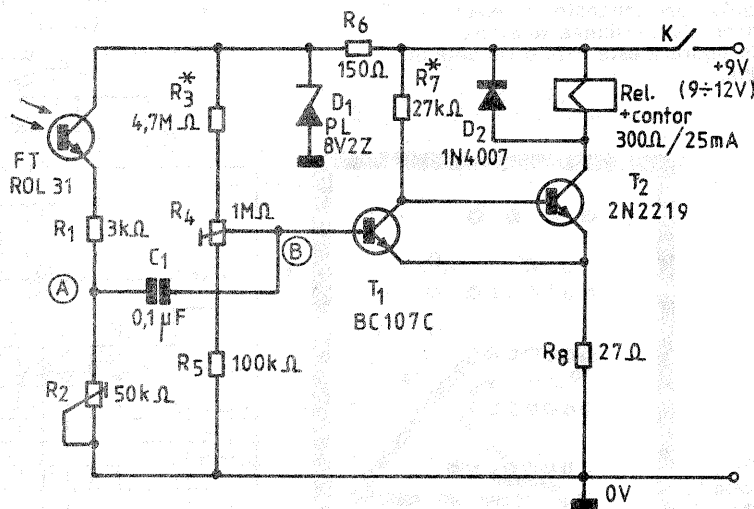 R6
150Ω
K
+9V
(9÷12V)
R3*
4,7MΩ
D1
PL
8V2Z
R7*
27kΩ
D2
1N4007
Rel.
+contor
300Ω/25mA
FT
ROL 31
T2
2N2219
R1
3kΩ
R4
1MΩ
A
C1
0,1μF
B
T1
BC107C
R2
50kΩ
R5
100kΩ
R8
27Ω
0V